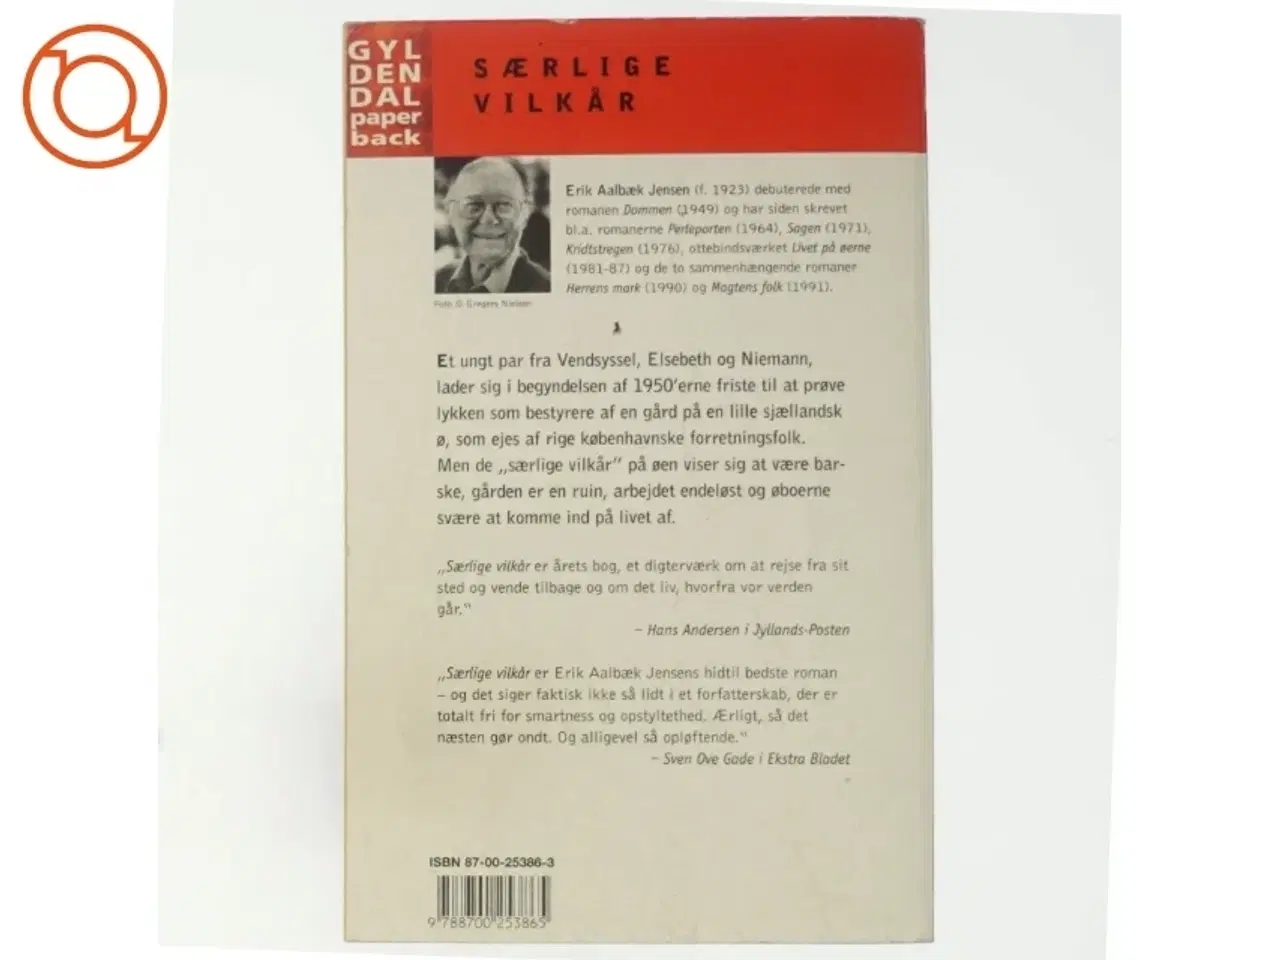 GYL
DEN
DAL
paper
back
SÆRLIGE
VILKÅR
Erik Aalbæk Jensen (f. 1923) debuterede med
romanen Dommen (1949) og har siden skrevet
bl.a. romanerne Perleporten (1964), Sagen (1971),
Kridtstregen (1976), ottebindsværket Livet på øerne
(1981-87) og de to sammenhængende romaner
Herrens mark (1990) og Magtens folk (1991).
Foto © Gregers Nielsen
Et ungt par fra Vendsyssel, Elsebeth og Niemann,
lader sig i begyndelsen af 1950'erne friste til at prøve
lykken som bestyrere af en gård på en lille sjællandsk
ø, som ejes af rige københavnske forretningsfolk.
Men de „særlige vilkår" på øen viser sig at være bar-
ske, gården er en ruin, arbejdet endeløst og øboerne
svære at komme ind på livet af.
„Særlige vilkår er årets bog, et digterværk om at rejse fra sit
sted og vende tilbage og om det liv, hvorfra vor verden
går."
– Hans Andersen i Jyllands-Posten
„Særlige vilkår er Erik Aalbæk Jensens hidtil bedste roman
– og det siger faktisk ikke så lidt i et forfatterskab, der er
totalt fri for smartness og opstyltethed. Ærligt, så det
næsten gør ondt. Og alligevel så opløftende."
– Sven Ove Gade i Ekstra Bladet
ISBN 87-00-25386-3
9 788700 253865